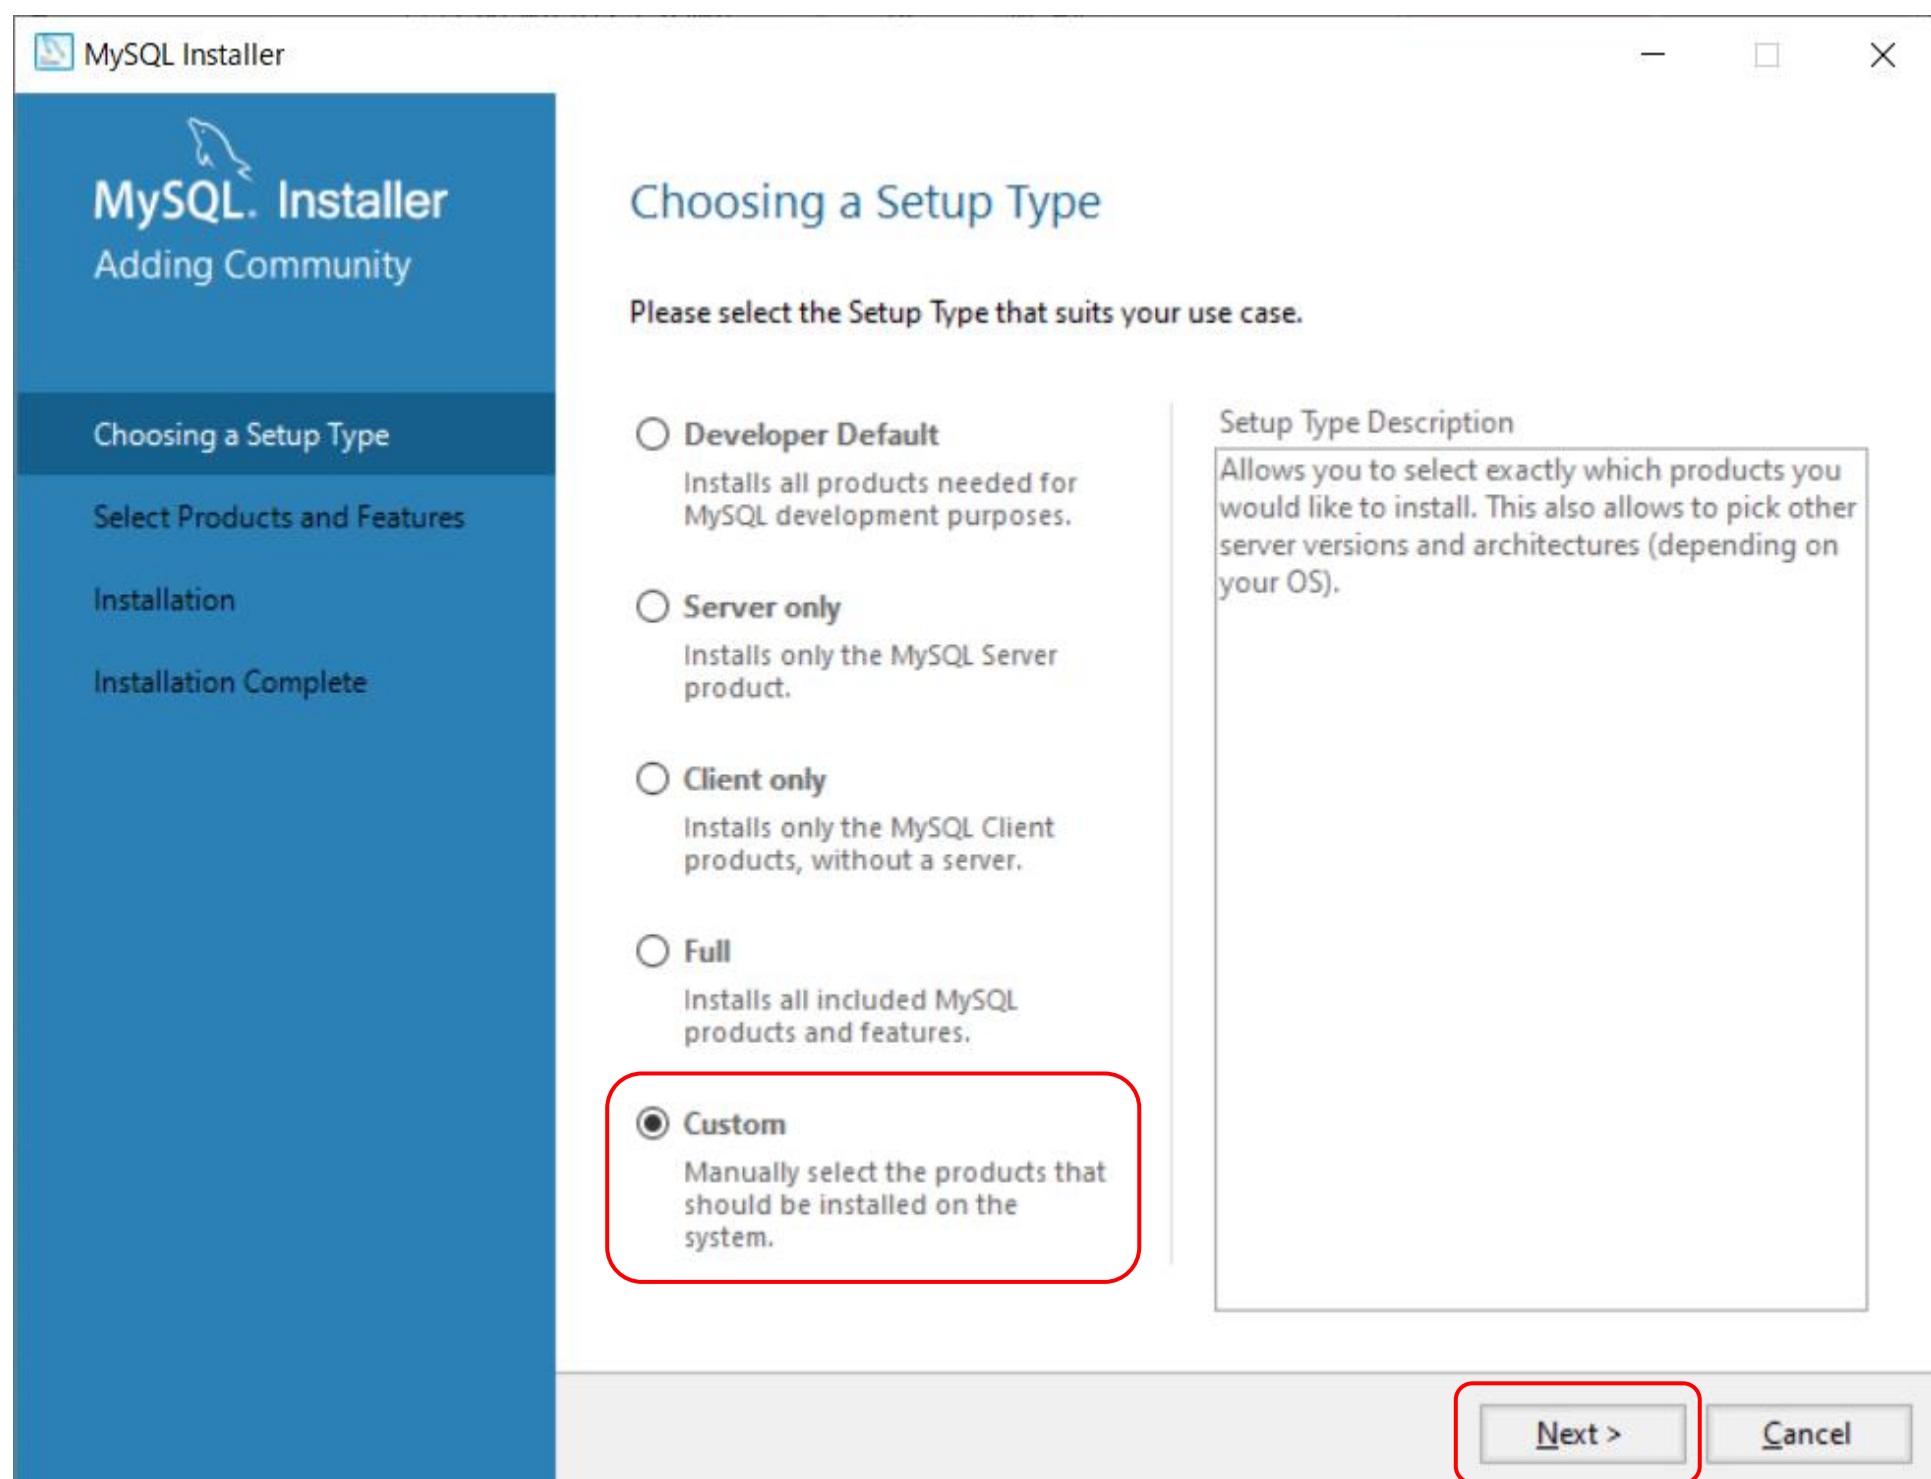 MySQL Installer
MySQL. Installer
Adding Community
Choosing a Setup Type
Select Products and Features
Installation
Installation Complete
Choosing a Setup Type
Please select the Setup Type that suits your use case.
Developer Default
Installs all products needed for
MySQL development purposes.
Server only
Installs only the MySQL Server
product.
Client only
Installs only the MySQL Client
products, without a server.
Full
Installs all included MySQL
products and features.
Custom
Manually select the products that
should be installed on the
system.
Setup Type Description
Allows you to select exactly which products you
would like to install. This also allows to pick other
server versions and architectures (depending on
your OS).
Next >
Cancel